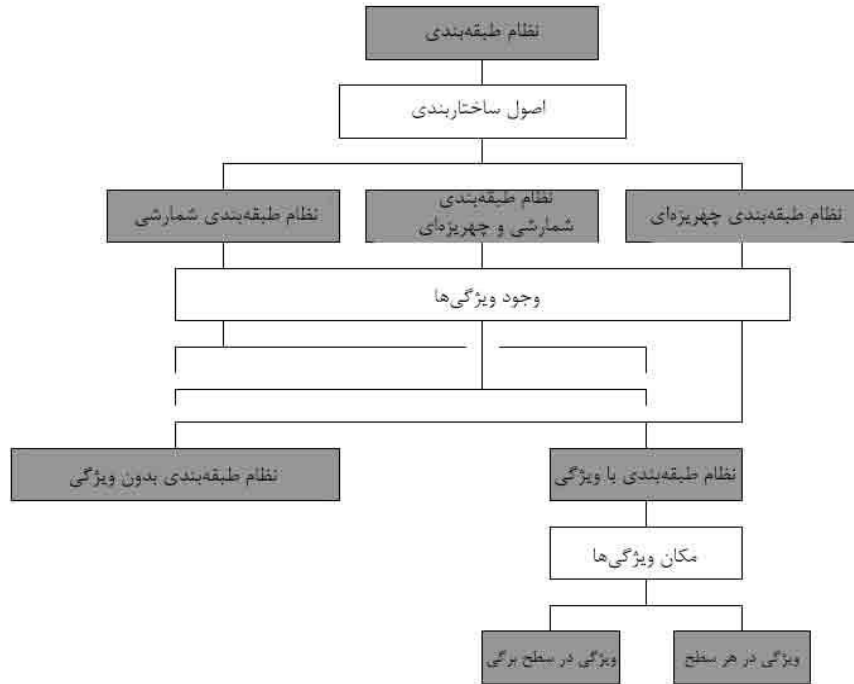 نظام طبقه‌بندی
اصول ساختاربندی
نظام طبقه‌بندی چهریزه‌ای
نظام طبقه‌بندی
شمارشی و چهریزه‌ای
نظام طبقه‌بندی شمارشی
وجود ویژگی‌ها
نظام طبقه‌بندی با ویژگی
نظام طبقه‌بندی بدون ویژگی
مکان ویژگی‌ها
ویژگی در هر سطح
ویژگی در سطح برگی